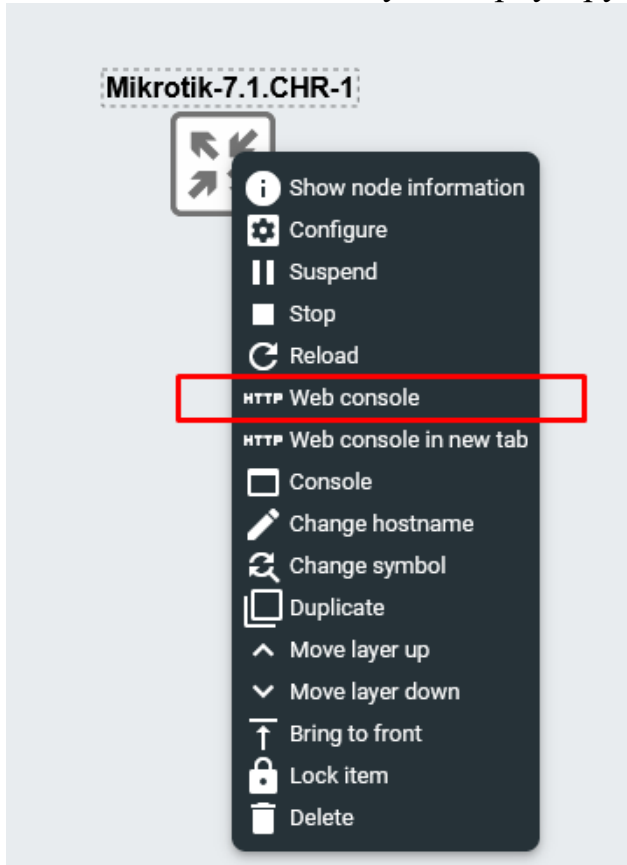 Mikrotik-7.1.CHR-1
Show node information
Configure
Suspend
Stop
Reload
HTTP Web console
HTTP Web console in new tab
Console
Change hostname
Change symbol
Duplicate
Move layer up
Move layer down
Bring to front
Lock item
Delete